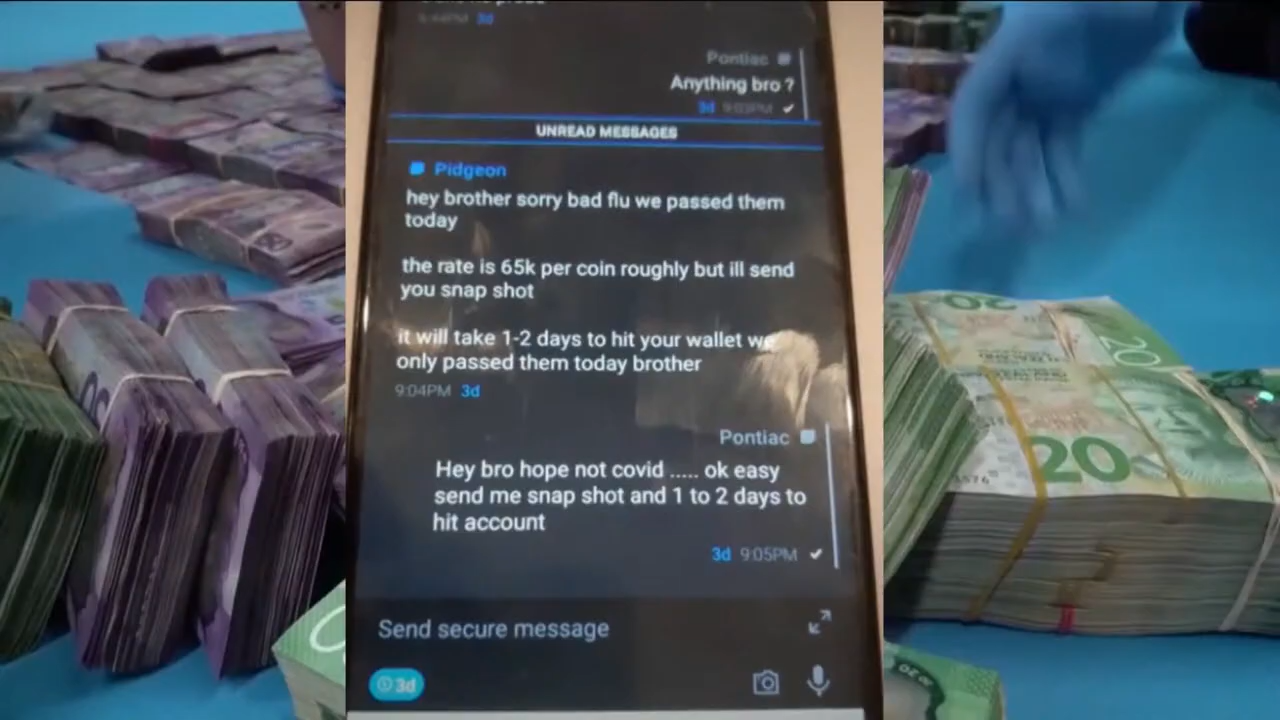 3d
Pontiac
Anything bro ?
3d 9:03PM
UNREAD MESSAGES
Pidgeon
hey brother sorry bad flu we passed them
today
the rate is 65k per coin roughly but ill send
you snap shot
it will take 1-2 days to hit your wallet we
only passed them today brother
9:04PM 3d
Pontiac
Hey bro hope not covid ..... ok easy
send me snap shot and 1 to 2 days to
hit account
3d 9:05PM
Send secure message
3d
20
20
20